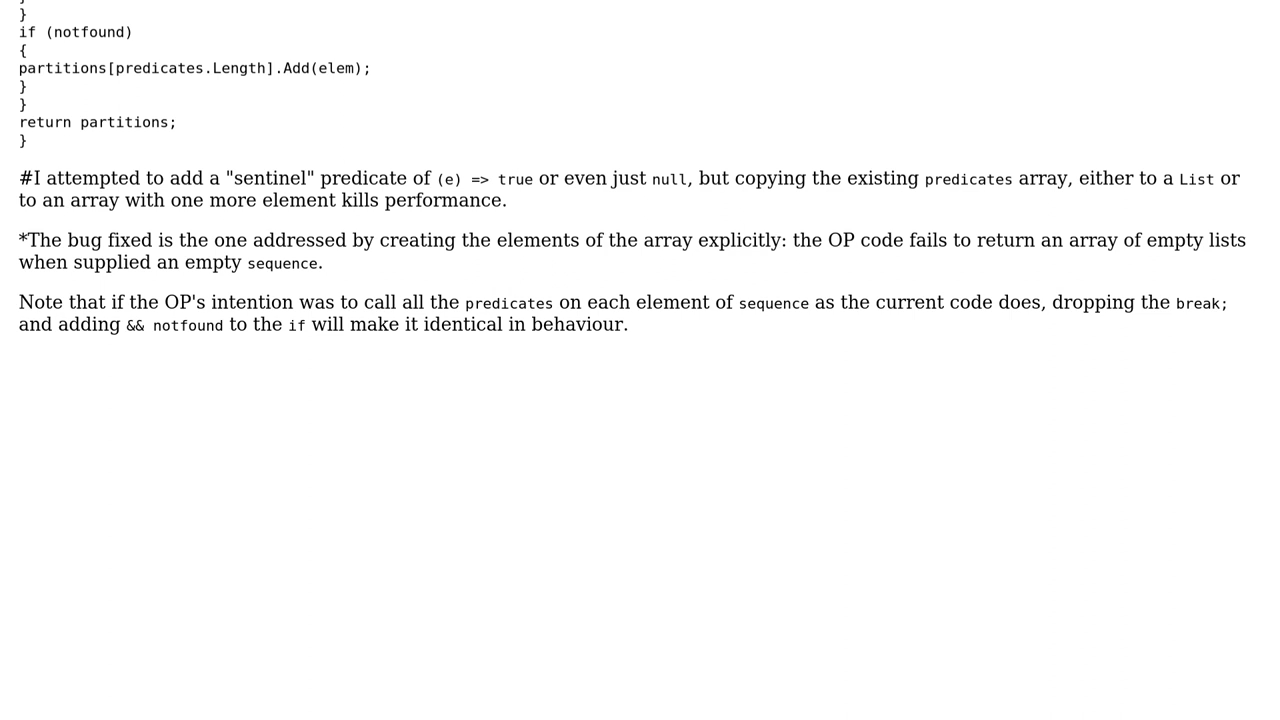 }
if (notfound)
{
partitions[predicates.Length].Add(elem);
}
}
return partitions;
}
#I attempted to add a "sentinel" predicate of (e) => true or even just null, but copying the existing predicates array, either to a List or
to an array with one more element kills performance.
*The bug fixed is the one addressed by creating the elements of the array explicitly: the OP code fails to return an array of empty lists
when supplied an empty sequence.
Note that if the OP's intention was to call all the predicates on each element of sequence as the current code does, dropping the break;
and adding && notfound to the if will make it identical in behaviour.